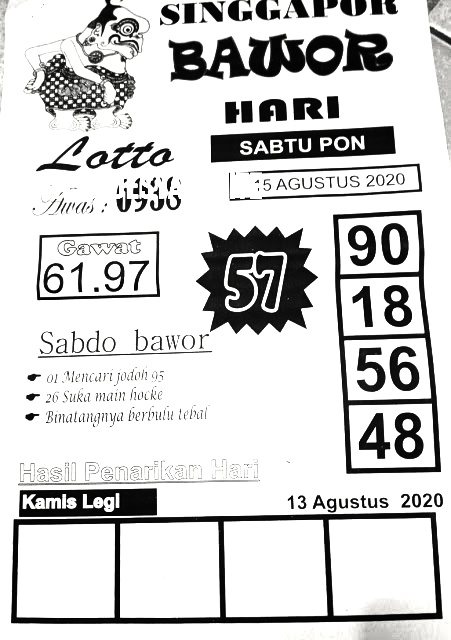 SINGGAPOR
BAWOR
HARI
SABTU PON
15 AGUSTUS 2020
Lotto
Awas :
Gawat
61.97
57
90
18
56
48
Sabdo bawor
01 Mencari jodoh 95
26 Suka main hocke
Binatangnya berbulu tebal
Hasil Penarikan Hari
Kamis Legi
13 Agustus 2020